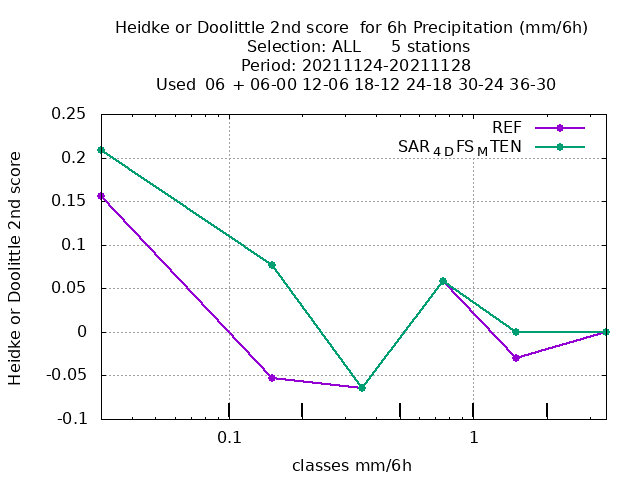 Heidke or Doolittle 2nd score  for 6h Precipitation (mm/6h)
Selection: ALL      5 stations
Period: 20211124-20211128
Used  06 + 06-00 12-06 18-12 24-18 30-24 36-30
REF
SAR4DFSMTEN
0.25
0.2
0.15
0.1
0.05
0
-0.05
-0.1
Heidke or Doolittle 2nd score
0.1
1
classes mm/6h